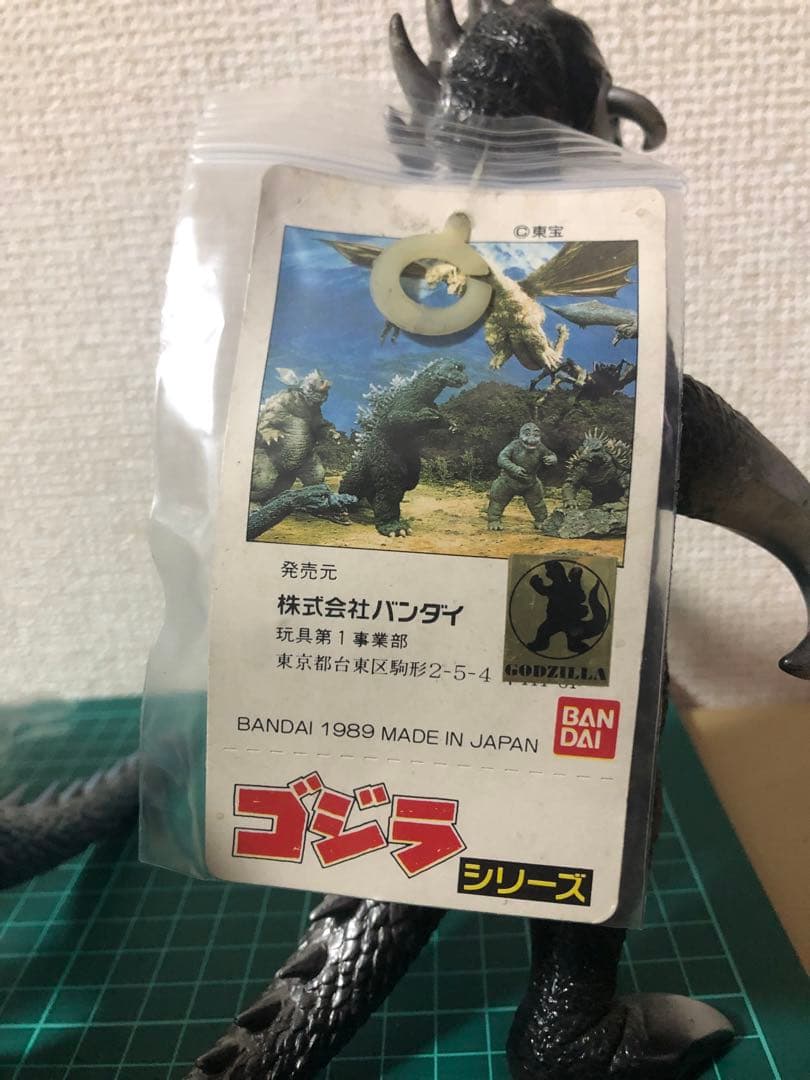 ©東宝
発売元
株式会社バンダイ
玩具第1事業部
東京都台東区駒形2-5-4
GODZILLA
BANDAI 1989 MADE IN JAPAN
BAN
DAI
ゴジラ
シリーズ